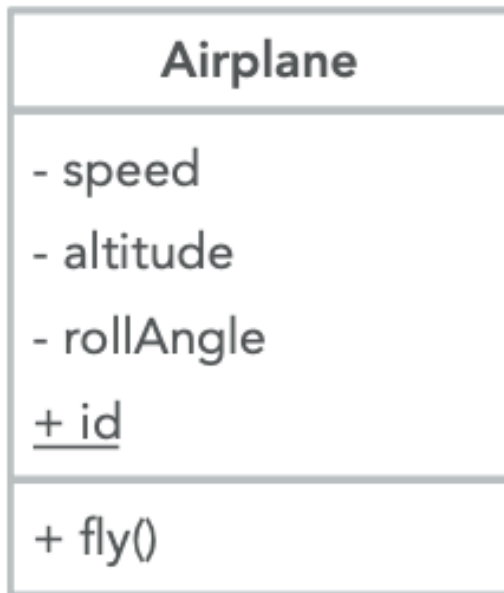 Airplane
- speed
- altitude
- rollAngle
+ id
+ fly()